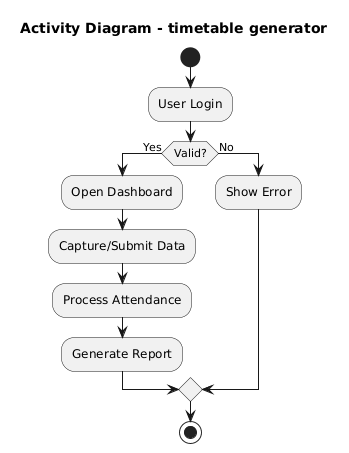 Activity Diagram - timetable generator
User Login
Yes
Valid?
No
Open Dashboard
Show Error
Capture/Submit Data
Process Attendance
Generate Report